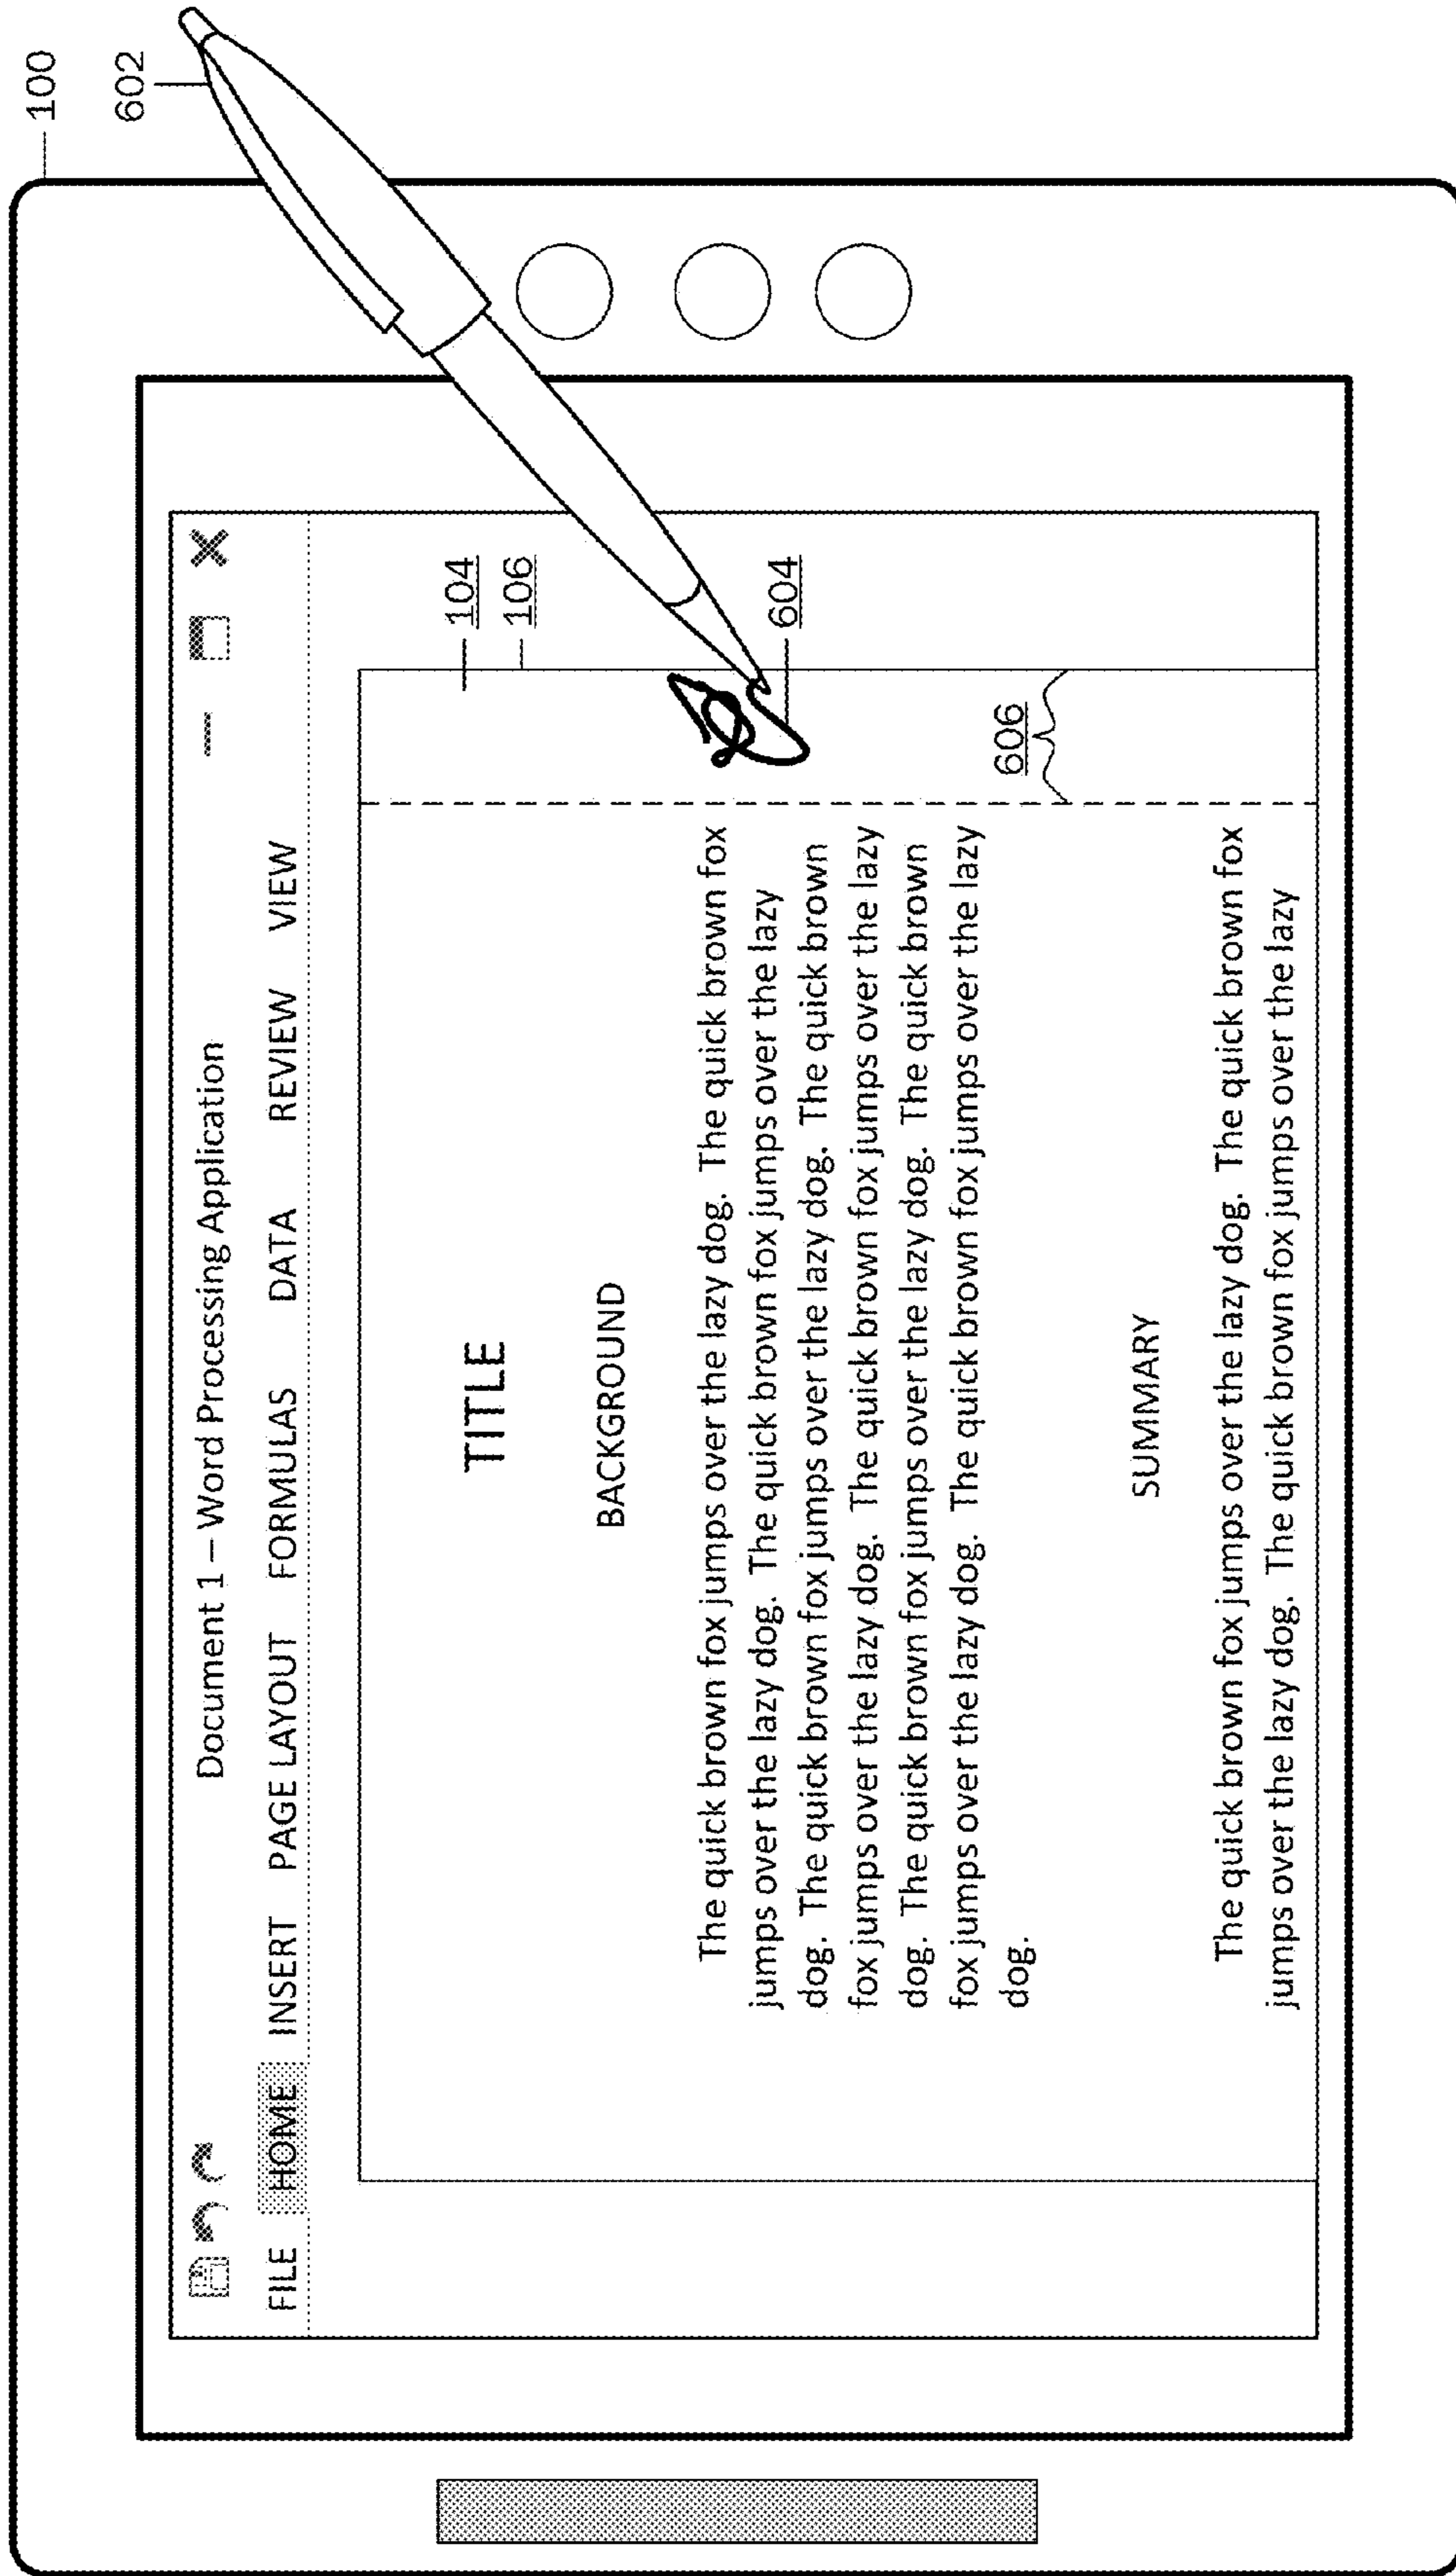 100
602
Document 1 – Word Processing Application
FILE HOME INSERT PAGE LAYOUT FORMULAS DATA REVIEW VIEW
104
TITLE
106
BACKGROUND
The quick brown fox jumps over the lazy dog. The quick brown fox
jumps over the lazy dog. The quick brown fox jumps over the lazy
dog. The quick brown fox jumps over the lazy dog. The quick brown
fox jumps over the lazy dog. The quick brown fox jumps over the lazy
dog. The quick brown fox jumps over the lazy dog. The quick brown
fox jumps over the lazy dog. The quick brown fox jumps over the lazy
dog.
604
606
SUMMARY
The quick brown fox jumps over the lazy dog. The quick brown fox
jumps over the lazy dog. The quick brown fox jumps over the lazy